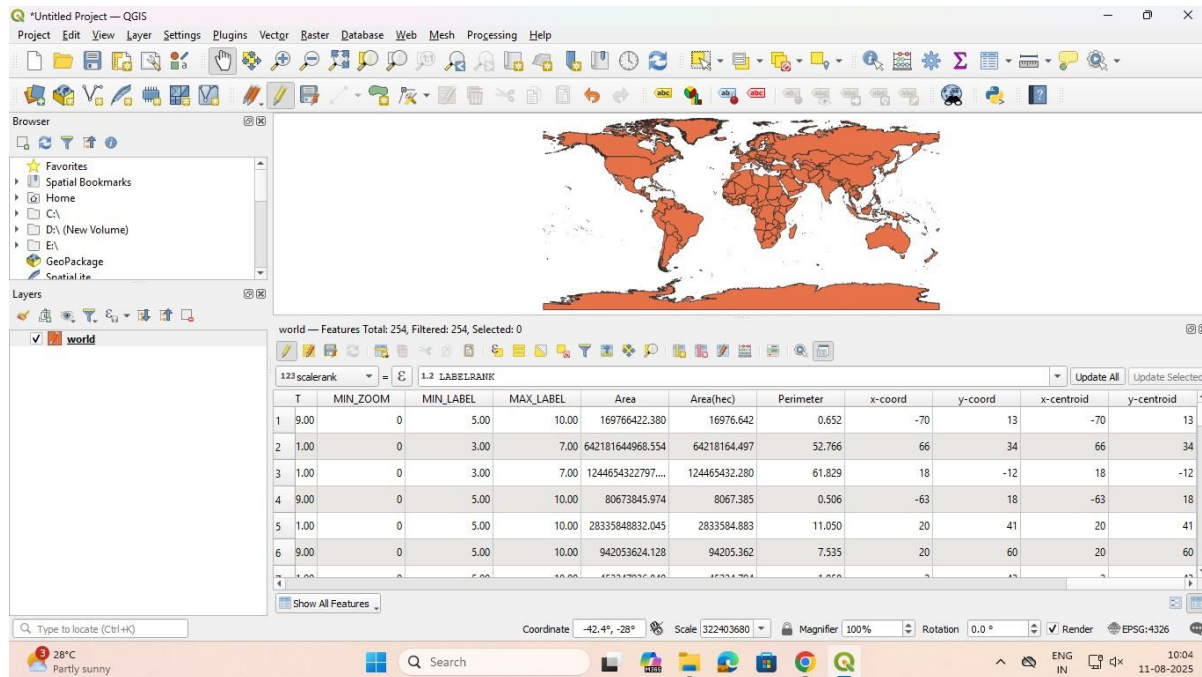 *Untitled Project — QGIS
Project Edit View Layer Settings Plugins Vector Raster Database Web Mesh Processing Help
abc abc abc
Browser
Favorites
Spatial Bookmarks
Home
C:\
D:\ (New Volume)
E:\
GeoPackage
SpatiaLite
Layers
world
world — Features Total: 254, Filtered: 254, Selected: 0
123 scalerank = ε 1.2 LABELRANK Update All Update Selected
T MIN_ZOOM MIN_LABEL MAX_LABEL Area Area(hec) Perimeter x-coord y-coord x-centroid y-centroid
1 9.00 0 5.00 10.00 169766422.380 16976.642 0.652 -70 13 -70 13
2 1.00 0 3.00 7.00 642181644968.554 64218164.497 52.766 66 34 66 34
3 1.00 0 3.00 7.00 1244654322797.... 124465432.280 61.829 18 -12 18 -12
4 9.00 0 5.00 10.00 80673845.974 8067.385 0.506 -63 18 -63 18
5 1.00 0 5.00 10.00 28335848832.045 2833584.883 11.050 20 41 20 41
6 9.00 0 5.00 10.00 942053624.128 94205.362 7.535 20 60 20 60
Show All Features
Type to locate (Ctrl+K) Coordinate -42.4°, -28° Scale 322403680 Magnifier 100% Rotation 0.0 ° Render EPSG:4326
3 28°C Search ENG 10:04
Partly sunny IN 11-08-2025